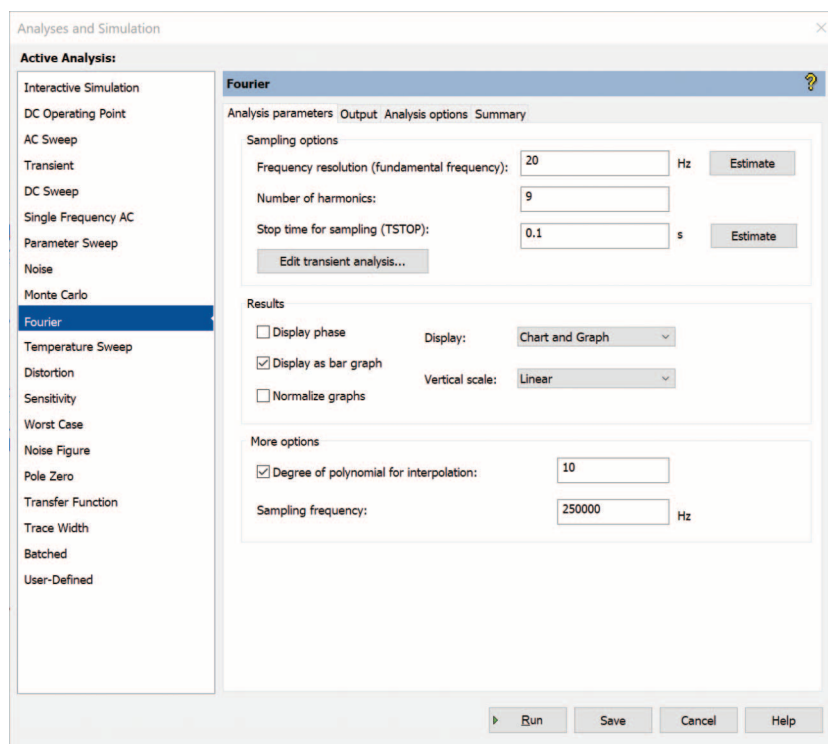 Analyses and Simulation
Active Analysis:
Interactive Simulation
DC Operating Point
AC Sweep
Transient
DC Sweep
Single Frequency AC
Parameter Sweep
Noise
Monte Carlo
Fourier
Temperature Sweep
Distortion
Sensitivity
Worst Case
Noise Figure
Pole Zero
Transfer Function
Trace Width
Batched
User-Defined
Fourier ?
Analysis parameters Output Analysis options Summary
Sampling options
Frequency resolution (fundamental frequency): 20 Hz Estimate
Number of harmonics: 9
Stop time for sampling (TSTOP): 0.1 s Estimate
Edit transient analysis...
Results
Display phase Display: Chart and Graph
Display as bar graph
Vertical scale: Linear
Normalize graphs
More options
Degree of polynomial for interpolation: 10
Sampling frequency: 250000 Hz
Run Save Cancel Help